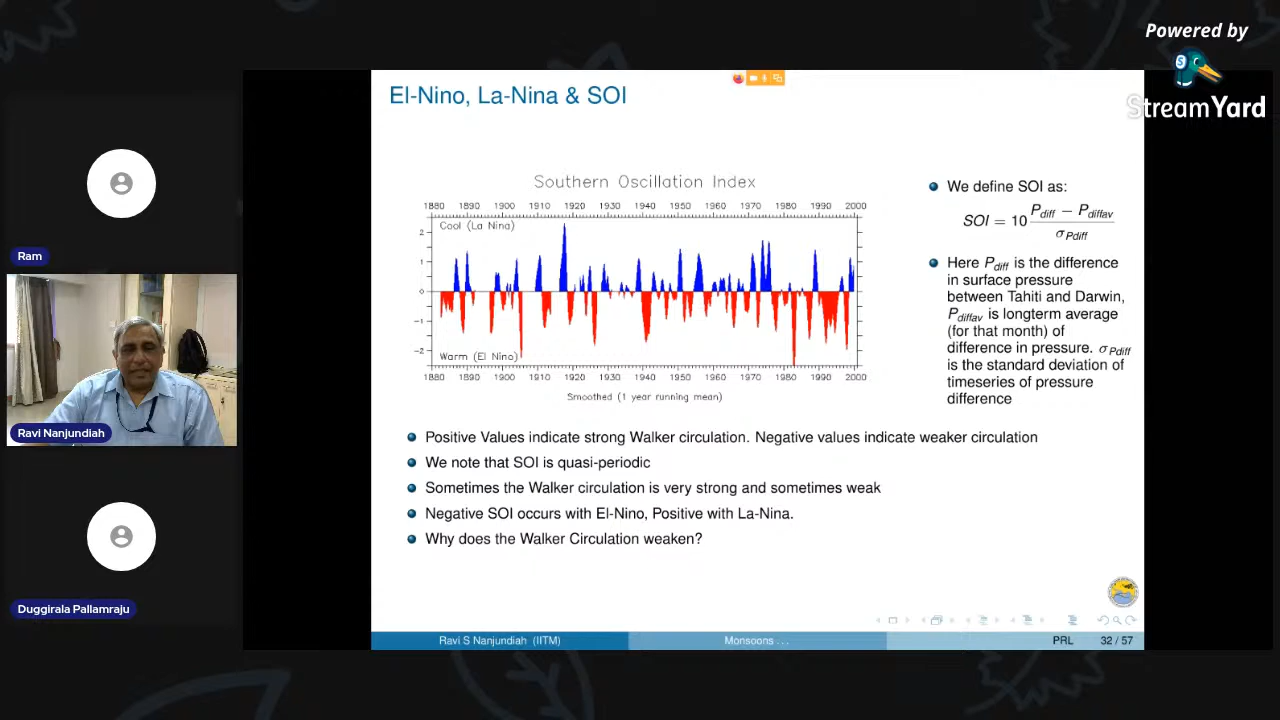 Powered by
StreamYard
Ram
Ravi Nanjundiah
Duggirala Pallamraju
El-Nino, La-Nina & SOI
Southern Oscillation Index
1880 1890 1900 1910 1920 1930 1940 1950 1960 1970 1980 1990 2000
Cool (La Nina)
2
1
0
-1
-2
Warm (El Nino)
1880 1890 1900 1910 1920 1930 1940 1950 1960 1970 1980 1990 2000
Smoothed (1 year running mean)
We define SOI as:
SOI = 10 (P_diff − P_diffav) / σ_Pdiff
Here P_diff is the difference
in surface pressure
between Tahiti and Darwin,
P_diffav is longterm average
(for that month) of
difference in pressure. σ_Pdiff
is the standard deviation of
timeseries of pressure
difference
Positive Values indicate strong Walker circulation. Negative values indicate weaker circulation
We note that SOI is quasi-periodic
Sometimes the Walker circulation is very strong and sometimes weak
Negative SOI occurs with El-Nino, Positive with La-Nina.
Why does the Walker Circulation weaken?
Ravi S Nanjundiah (IITM)
Monsoons ...
PRL 32 / 57